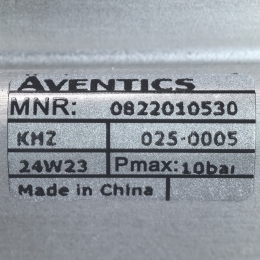 AVENTICS
MNR: 0822010530
KHZ 025-0005
24W23 Pmax: 10bar
Made in China